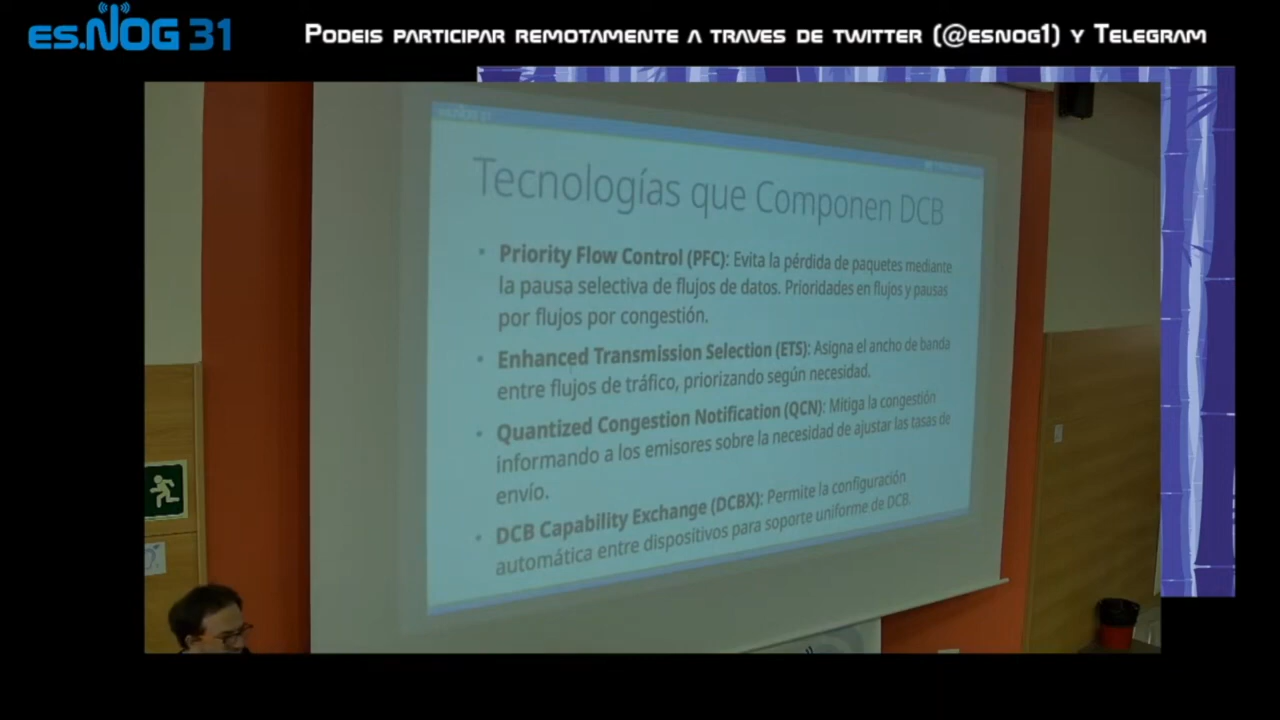 es.NOG 31
PODEIS PARTICIPAR REMOTAMENTE A TRAVES DE TWITTER (@ESNOG1) Y TELEGRAM
Tecnologías que Componen DCB
• Priority Flow Control (PFC): Evita la pérdida de paquetes mediante
la pausa selectiva de flujos de datos. Prioridades en flujos y pausas
por flujos por congestión.
• Enhanced Transmission Selection (ETS): Asigna el ancho de banda
entre flujos de tráfico, priorizando según necesidad.
• Quantized Congestion Notification (QCN): Mitiga la congestión
informando a los emisores sobre la necesidad de ajustar las tasas de
envío.
• DCB Capability Exchange (DCBX): Permite la configuración
automática entre dispositivos para soporte uniforme de DCB.